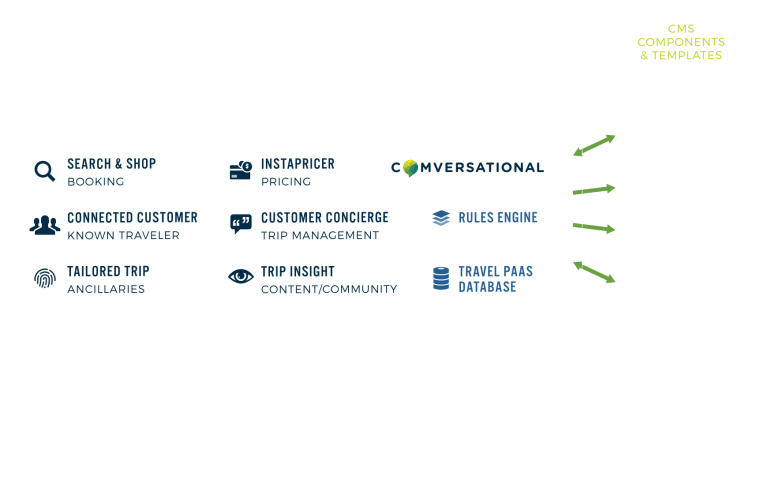 CMS
COMPONENTS
& TEMPLATES
SEARCH & SHOP
BOOKING
INSTAPRICER
PRICING
COMVERSATIONAL
CONNECTED CUSTOMER
KNOWN TRAVELER
CUSTOMER CONCIERGE
TRIP MANAGEMENT
RULES ENGINE
TAILORED TRIP
ANCILLARIES
TRIP INSIGHT
CONTENT/COMMUNITY
TRAVEL PAAS
DATABASE